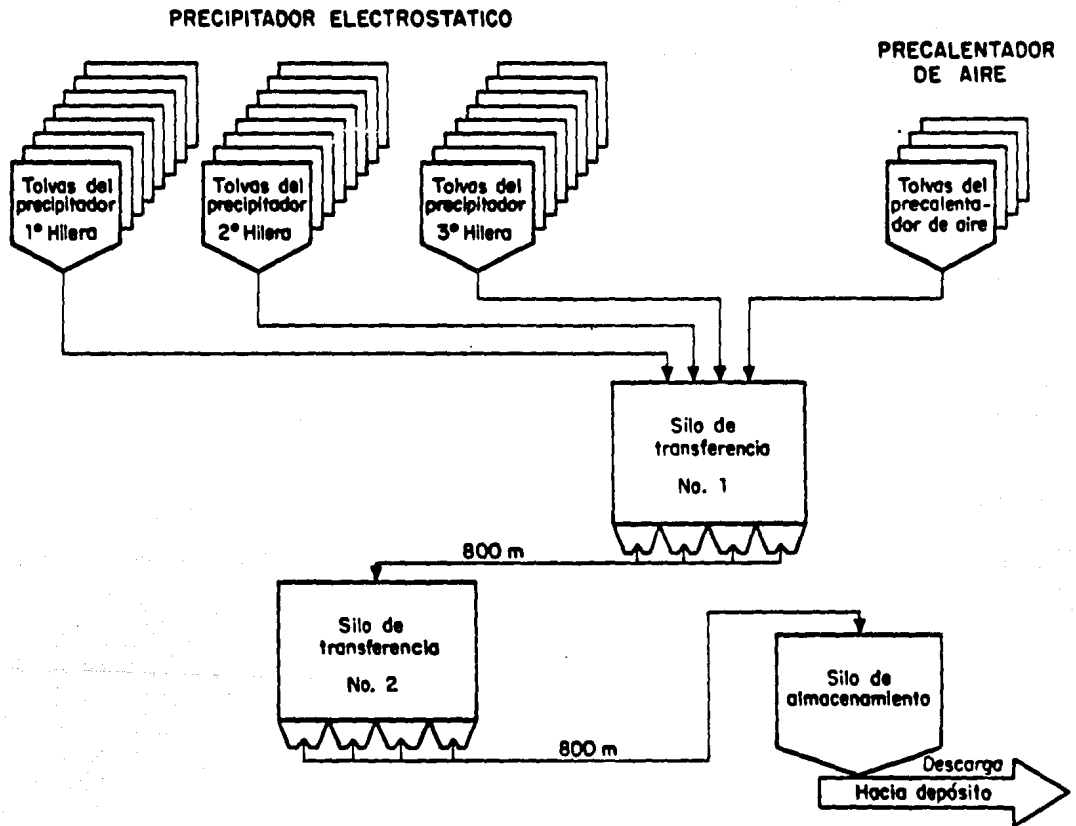 PRECIPITADOR ELECTROSTATICO
PRECALENTADOR
DE AIRE
Tolvas del
precipitador
1° Hilera
Tolvas del
precipitador
2° Hilera
Tolvas del
precipitador
3° Hilera
Tolvas del
precalenta-
dor de aire
Silo de
transferencia
No. 1
800 m
Silo de
transferencia
No. 2
800 m
Silo de
almacenamiento
Descarga
Hacia depósito